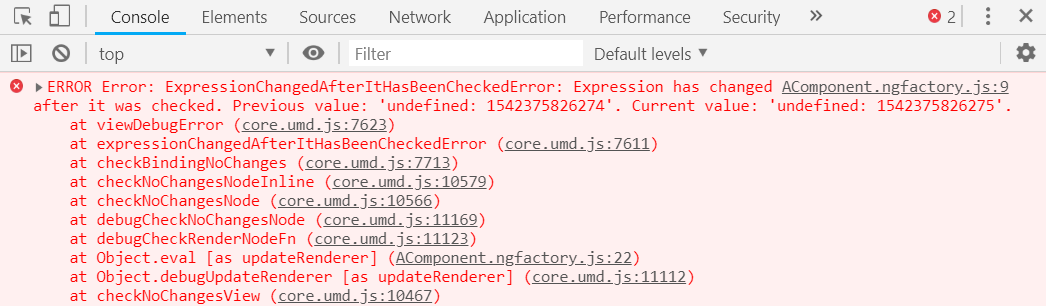 Console Elements Sources Network Application Performance Security » 2
top ▼ Filter Default levels ▼
▶ERROR Error: ExpressionChangedAfterItHasBeenCheckedError: Expression has changed AComponent.ngfactory.js:9
after it was checked. Previous value: 'undefined: 1542375826274'. Current value: 'undefined: 1542375826275'.
at viewDebugError (core.umd.js:7623)
at expressionChangedAfterItHasBeenCheckedError (core.umd.js:7611)
at checkBindingNoChanges (core.umd.js:7713)
at checkNoChangesNodeInline (core.umd.js:10579)
at checkNoChangesNode (core.umd.js:10566)
at debugCheckNoChangesNode (core.umd.js:11169)
at debugCheckRenderNodeFn (core.umd.js:11123)
at Object.eval [as updateRenderer] (AComponent.ngfactory.js:22)
at Object.debugUpdateRenderer [as updateRenderer] (core.umd.js:11112)
at checkNoChangesView (core.umd.js:10467)